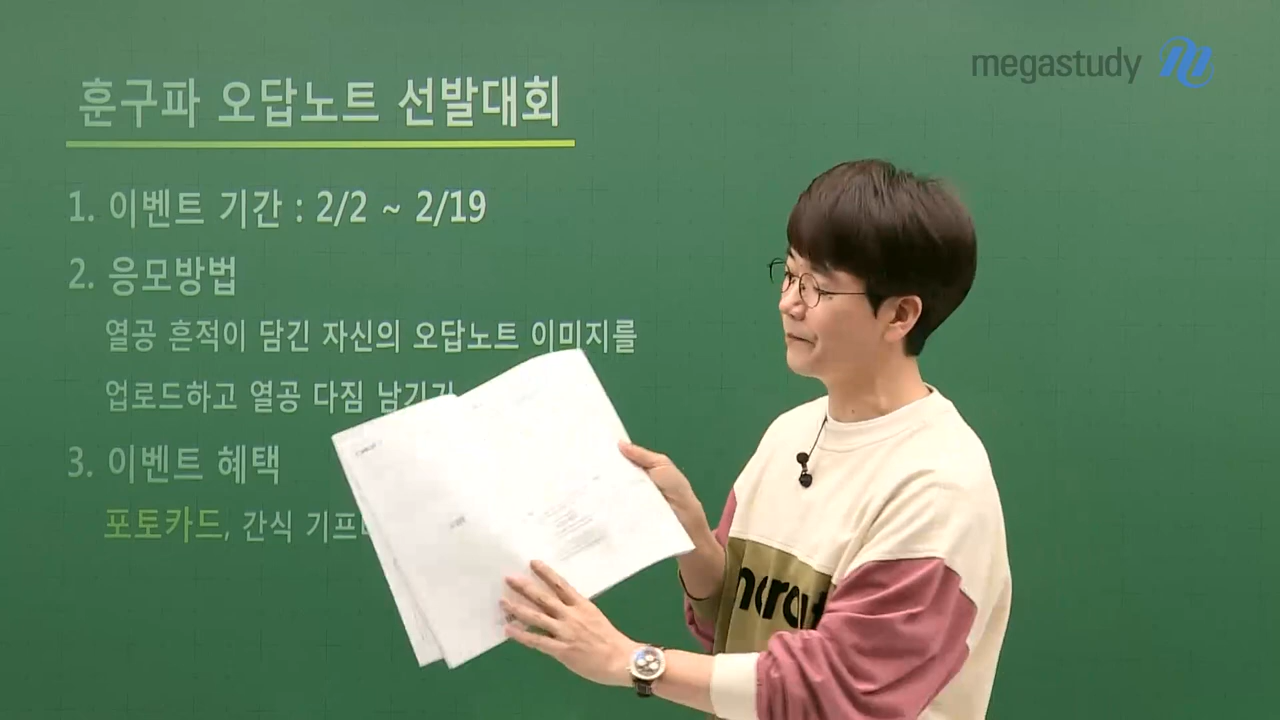 megastudy
훈구파 오답노트 선발대회
1. 이벤트 기간 : 2/2 ~ 2/19
2. 응모방법
열공 흔적이 담긴 자신의 오답노트 이미지를
업로드하고 열공 다짐 남기기
3. 이벤트 혜택
포토카드, 간식